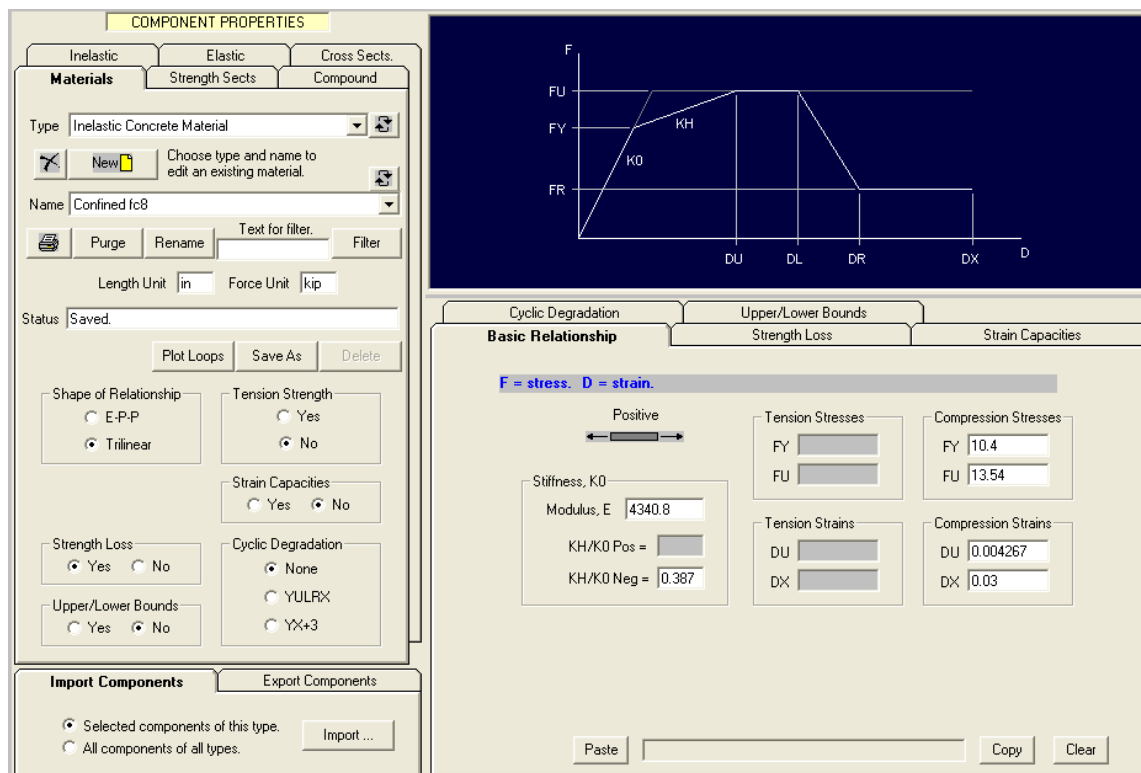 COMPONENT PROPERTIES
Inelastic Elastic Cross Sects.
Materials Strength Sects Compound
Type Inelastic Concrete Material
New Choose type and name to
edit an existing material.
Name Confined fc8
Text for filter.
Purge Rename Filter
Length Unit in Force Unit kip
Status Saved.
Plot Loops Save As Delete
Shape of Relationship
E-P-P
Trilinear
Tension Strength
Yes
No
Strain Capacities
Yes No
Strength Loss
Yes No
Cyclic Degradation
None
YULRX
YX+3
Upper/Lower Bounds
Yes No
Import Components Export Components
Selected components of this type.
All components of all types.
Import ...
F
FU
FY
KH
K0
FR
DU DL DR DX D
Cyclic Degradation Upper/Lower Bounds
Basic Relationship Strength Loss Strain Capacities
F = stress. D = strain.
Positive
Stiffness, K0
Modulus, E 4340.8
KH/K0 Pos =
KH/K0 Neg = 0.387
Tension Stresses
FY
FU
Compression Stresses
FY 10.4
FU 13.54
Tension Strains
DU
DX
Compression Strains
DU 0.004267
DX 0.03
Paste Copy Clear